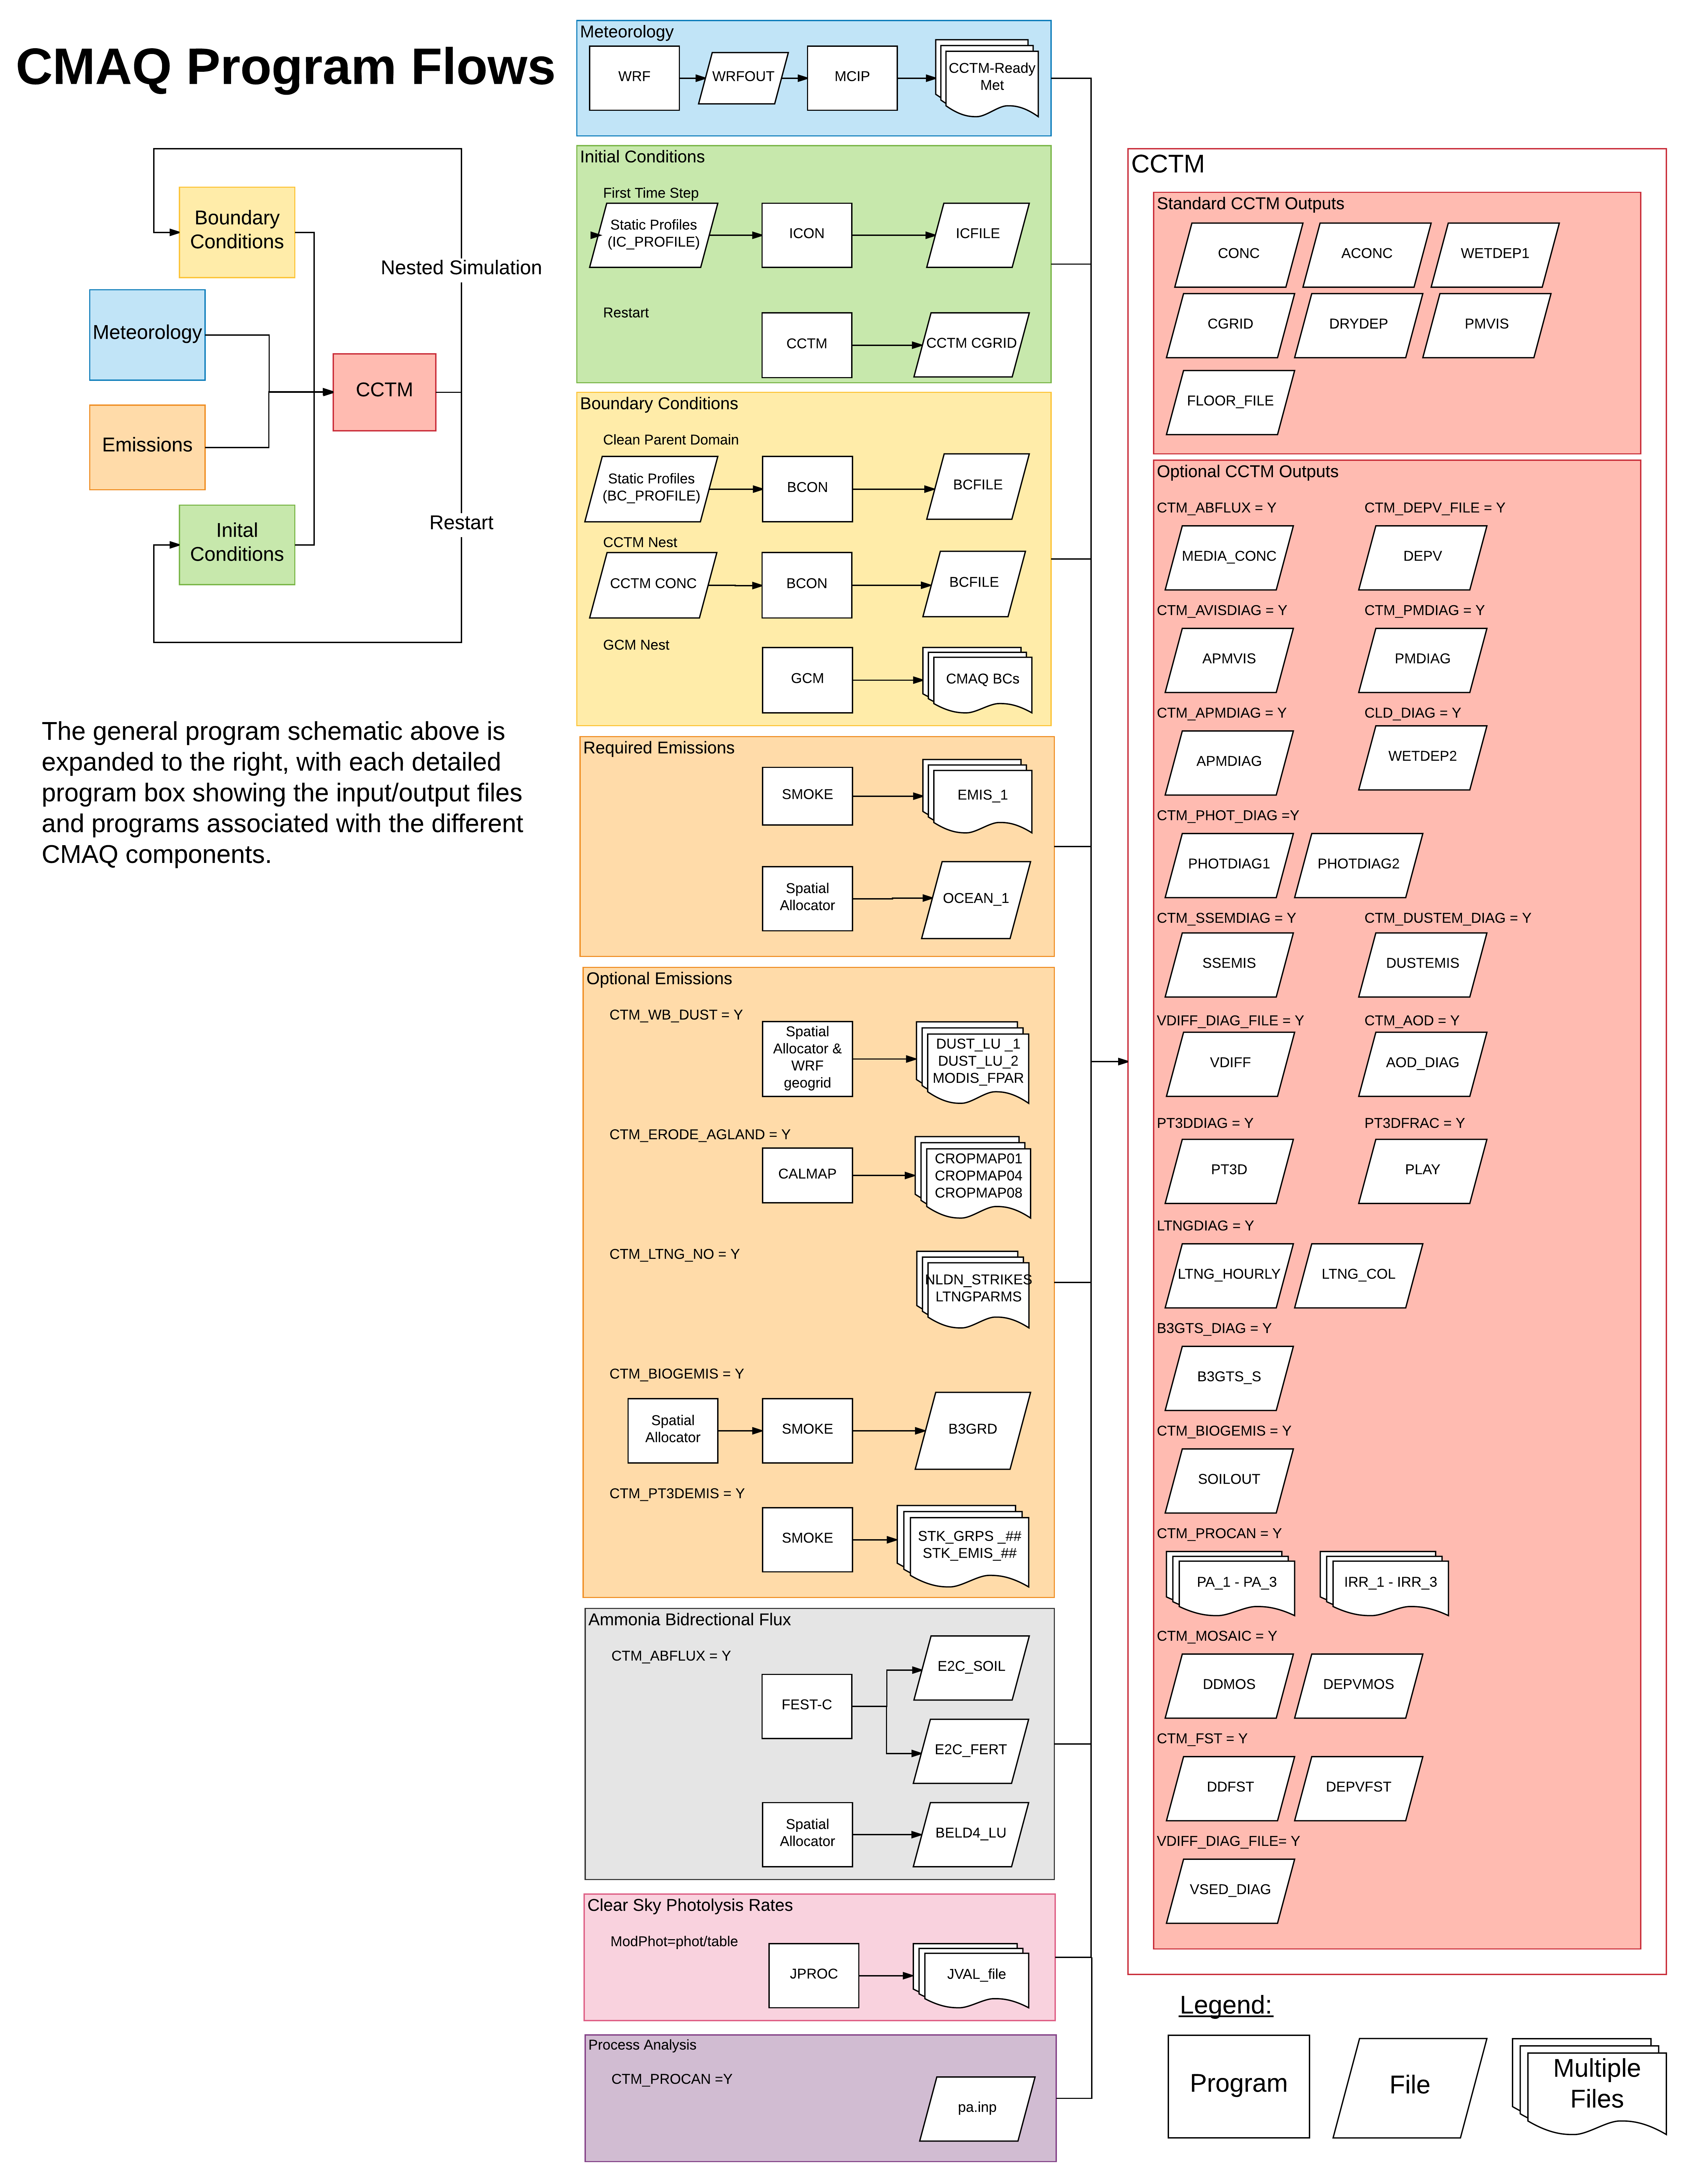 CMAQ Program Flows
Boundary
Conditions
Meteorology
Emissions
Inital
Conditions
CCTM
Nested Simulation
Restart
The general program schematic above is
expanded to the right, with each detailed
program box showing the input/output files
and programs associated with the different
CMAQ components.
Meteorology
WRF
WRFOUT
MCIP
CCTM-Ready
Met
Initial Conditions
First Time Step
Static Profiles
(IC_PROFILE)
ICON
ICFILE
Restart
CCTM
CCTM CGRID
Boundary Conditions
Clean Parent Domain
Static Profiles
(BC_PROFILE)
BCON
BCFILE
CCTM Nest
CCTM CONC
BCON
BCFILE
GCM Nest
GCM
CMAQ BCs
Required Emissions
SMOKE
EMIS_1
Spatial
Allocator
OCEAN_1
Optional Emissions
CTM_WB_DUST = Y
Spatial
Allocator &
WRF
geogrid
DUST_LU _1
DUST_LU_2
MODIS_FPAR
CTM_ERODE_AGLAND = Y
CALMAP
CROPMAP01
CROPMAP04
CROPMAP08
CTM_LTNG_NO = Y
NLDN_STRIKES
LTNGPARMS
CTM_BIOGEMIS = Y
Spatial
Allocator
SMOKE
B3GRD
CTM_PT3DEMIS = Y
SMOKE
STK_GRPS _##
STK_EMIS_##
Ammonia Bidrectional Flux
CTM_ABFLUX = Y
FEST-C
E2C_SOIL
E2C_FERT
Spatial
Allocator
BELD4_LU
Clear Sky Photolysis Rates
ModPhot=phot/table
JPROC
JVAL_file
Process Analysis
CTM_PROCAN =Y
pa.inp
CCTM
Standard CCTM Outputs
CONC
ACONC
WETDEP1
CGRID
DRYDEP
PMVIS
FLOOR_FILE
Optional CCTM Outputs
CTM_ABFLUX = Y
CTM_DEPV_FILE = Y
MEDIA_CONC
DEPV
CTM_AVISDIAG = Y
CTM_PMDIAG = Y
APMVIS
PMDIAG
CTM_APMDIAG = Y
CLD_DIAG = Y
APMDIAG
WETDEP2
CTM_PHOT_DIAG =Y
PHOTDIAG1
PHOTDIAG2
CTM_SSEMDIAG = Y
CTM_DUSTEM_DIAG = Y
SSEMIS
DUSTEMIS
VDIFF_DIAG_FILE = Y
CTM_AOD = Y
VDIFF
AOD_DIAG
PT3DDIAG = Y
PT3DFRAC = Y
PT3D
PLAY
LTNGDIAG = Y
LTNG_HOURLY
LTNG_COL
B3GTS_DIAG = Y
B3GTS_S
CTM_BIOGEMIS = Y
SOILOUT
CTM_PROCAN = Y
PA_1 - PA_3
IRR_1 - IRR_3
CTM_MOSAIC = Y
DDMOS
DEPVMOS
CTM_FST = Y
DDFST
DEPVFST
VDIFF_DIAG_FILE= Y
VSED_DIAG
Legend:
Program
File
Multiple
Files